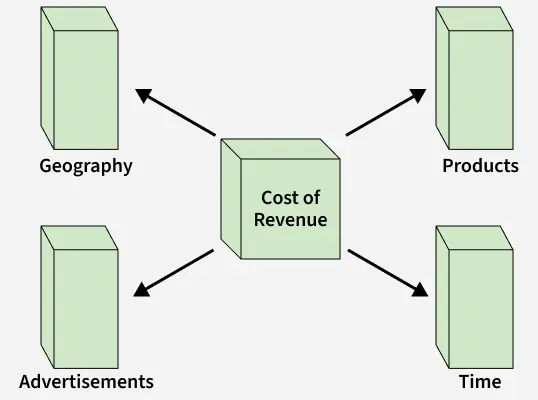 Geography
Products
Cost of
Revenue
Advertisements
Time